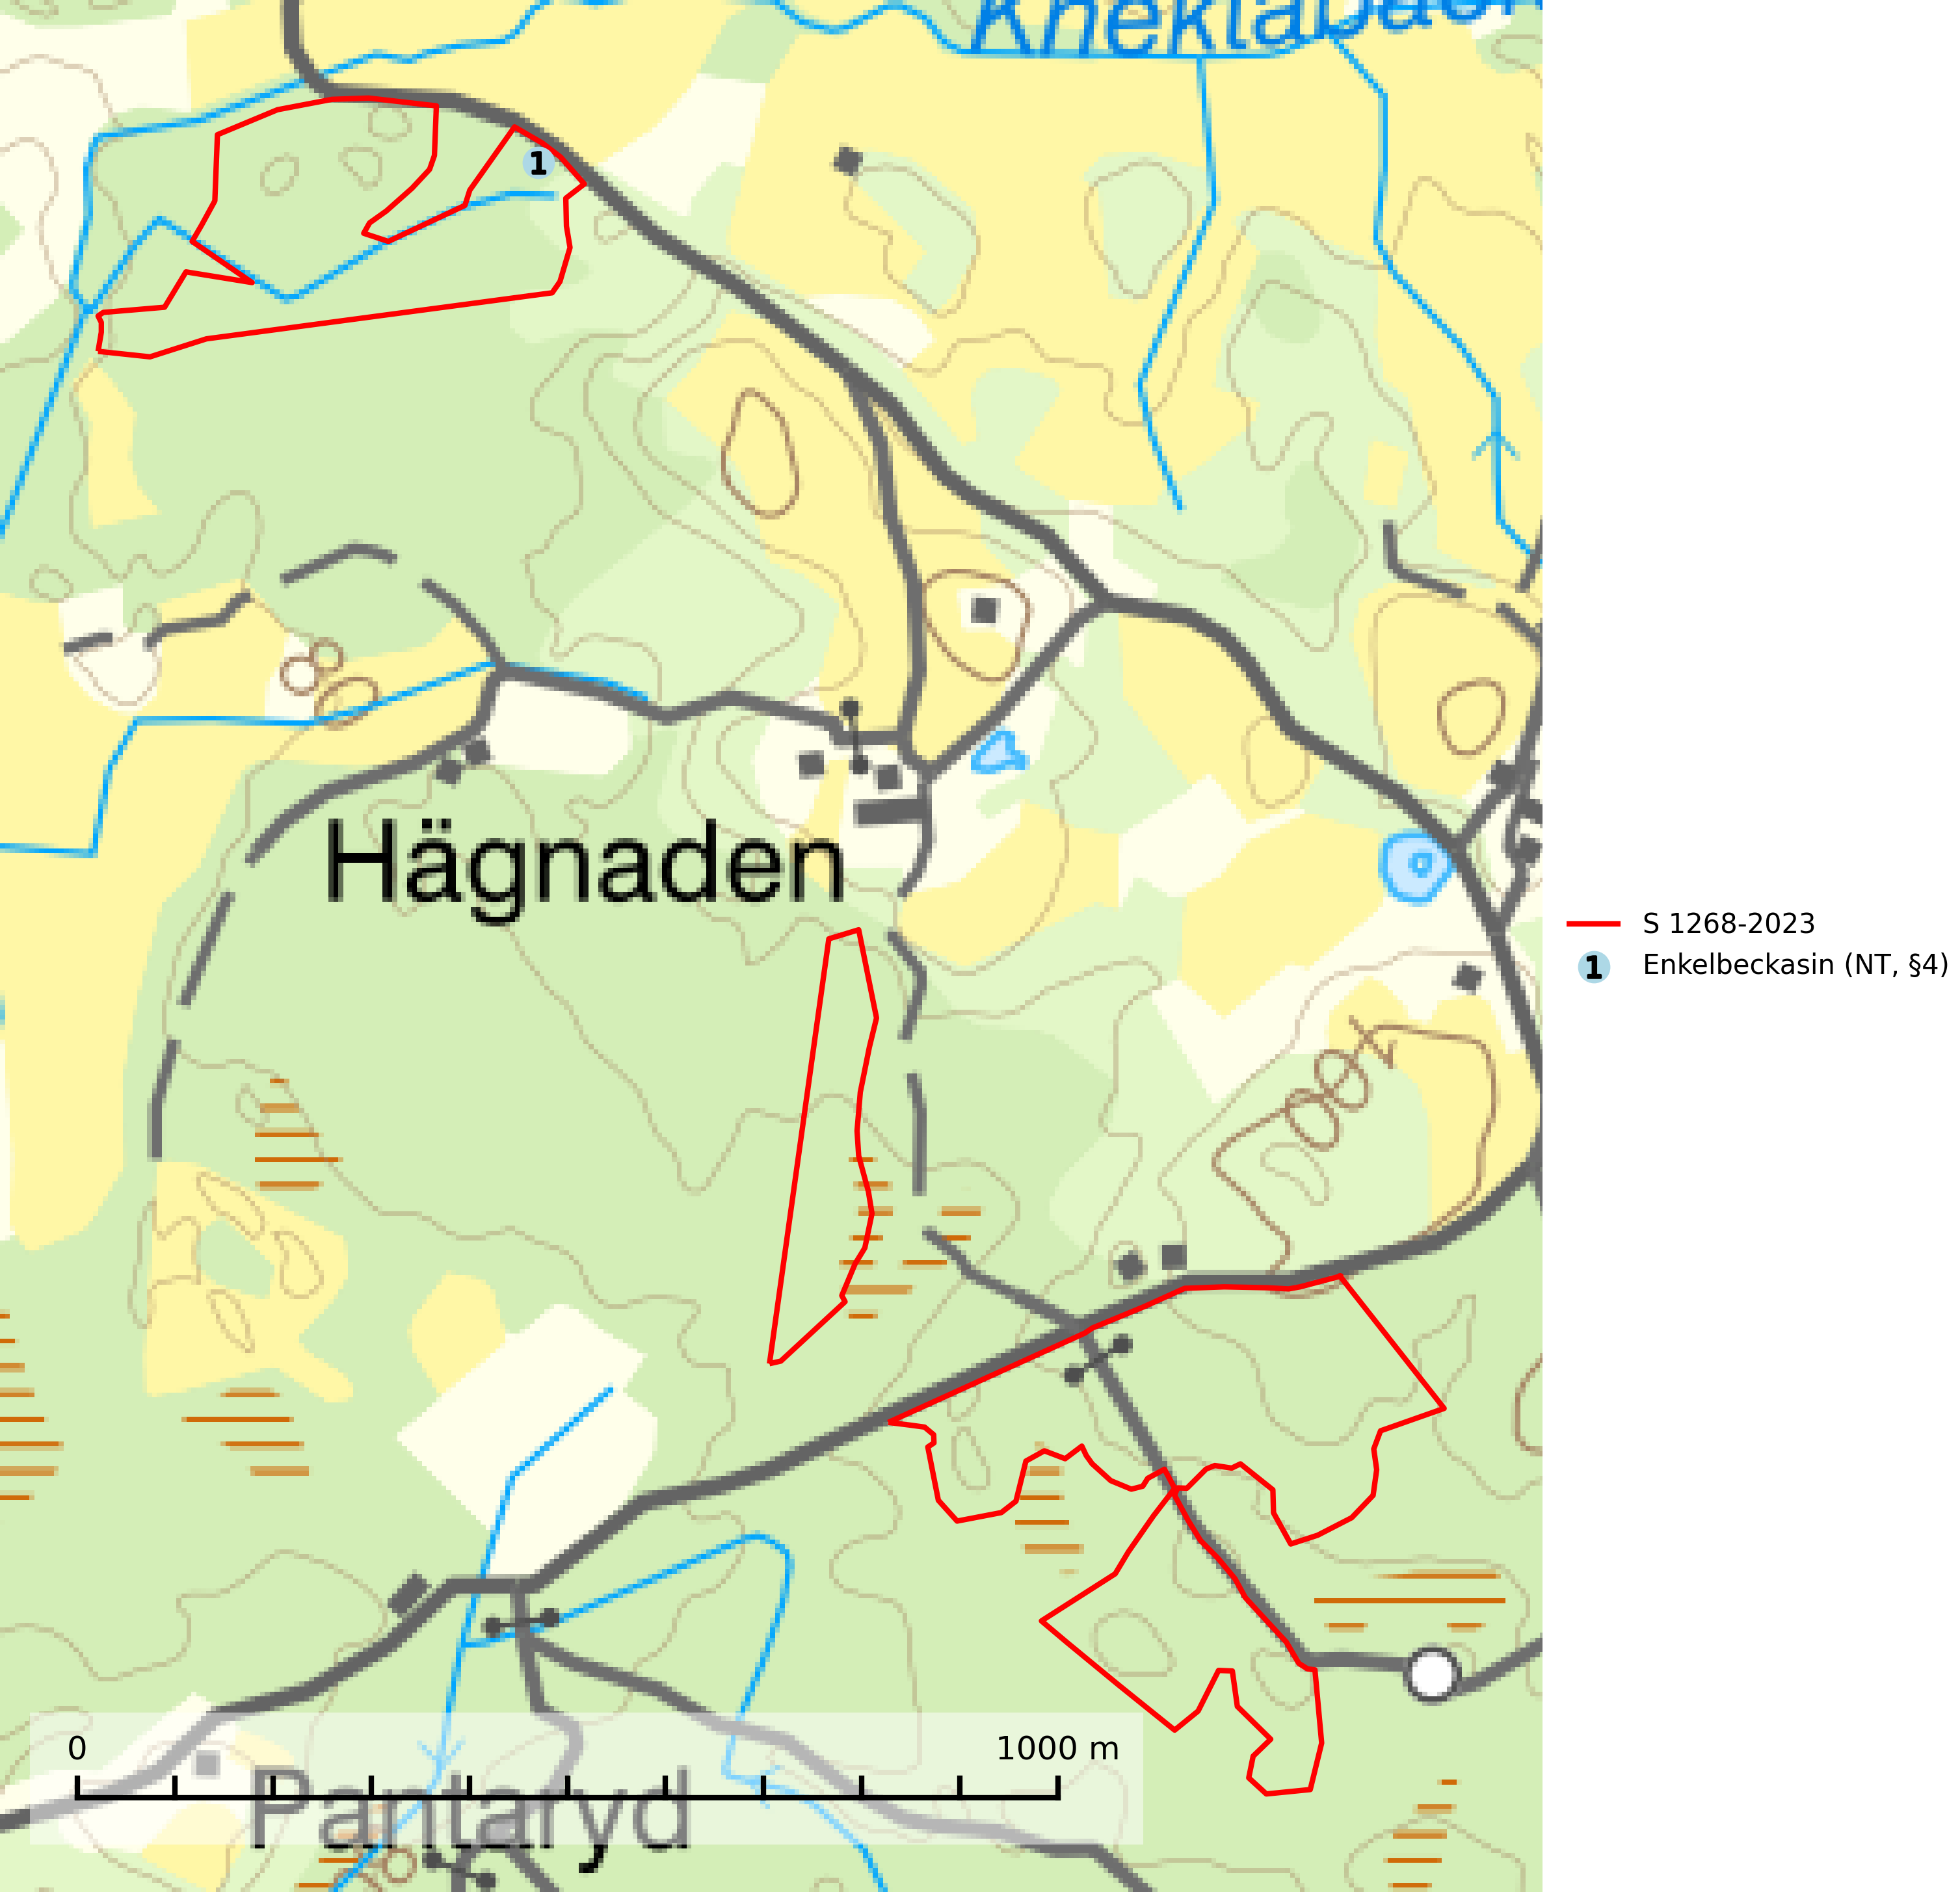 1
Hägnaden
S 1268-2023
1 Enkelbeckasin (NT, §4)
0 1000 m
Pantaryd